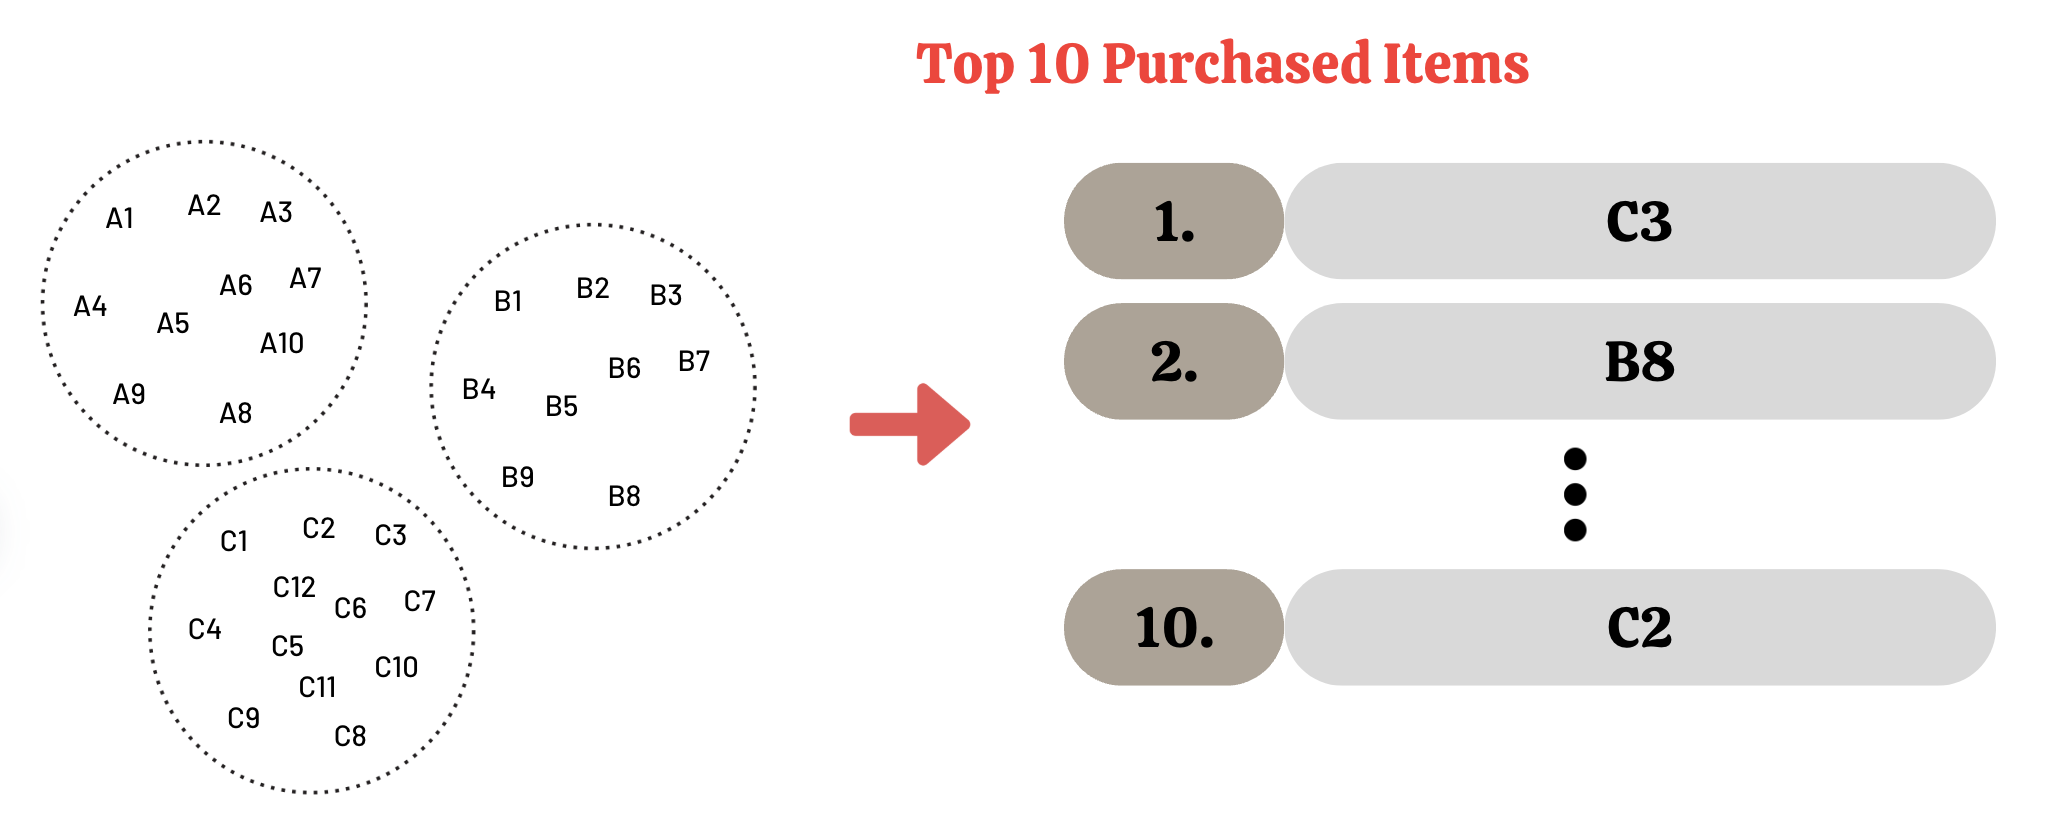 Top 10 Purchased Items
A1 A2 A3
A4 A5 A6 A7
A10
A9 A8
B1 B2 B3
B4 B5 B6 B7
B9 B8
C1 C2 C3
C12 C6 C7
C4 C5
C11 C10
C9 C8
1. C3
2. B8
10. C2